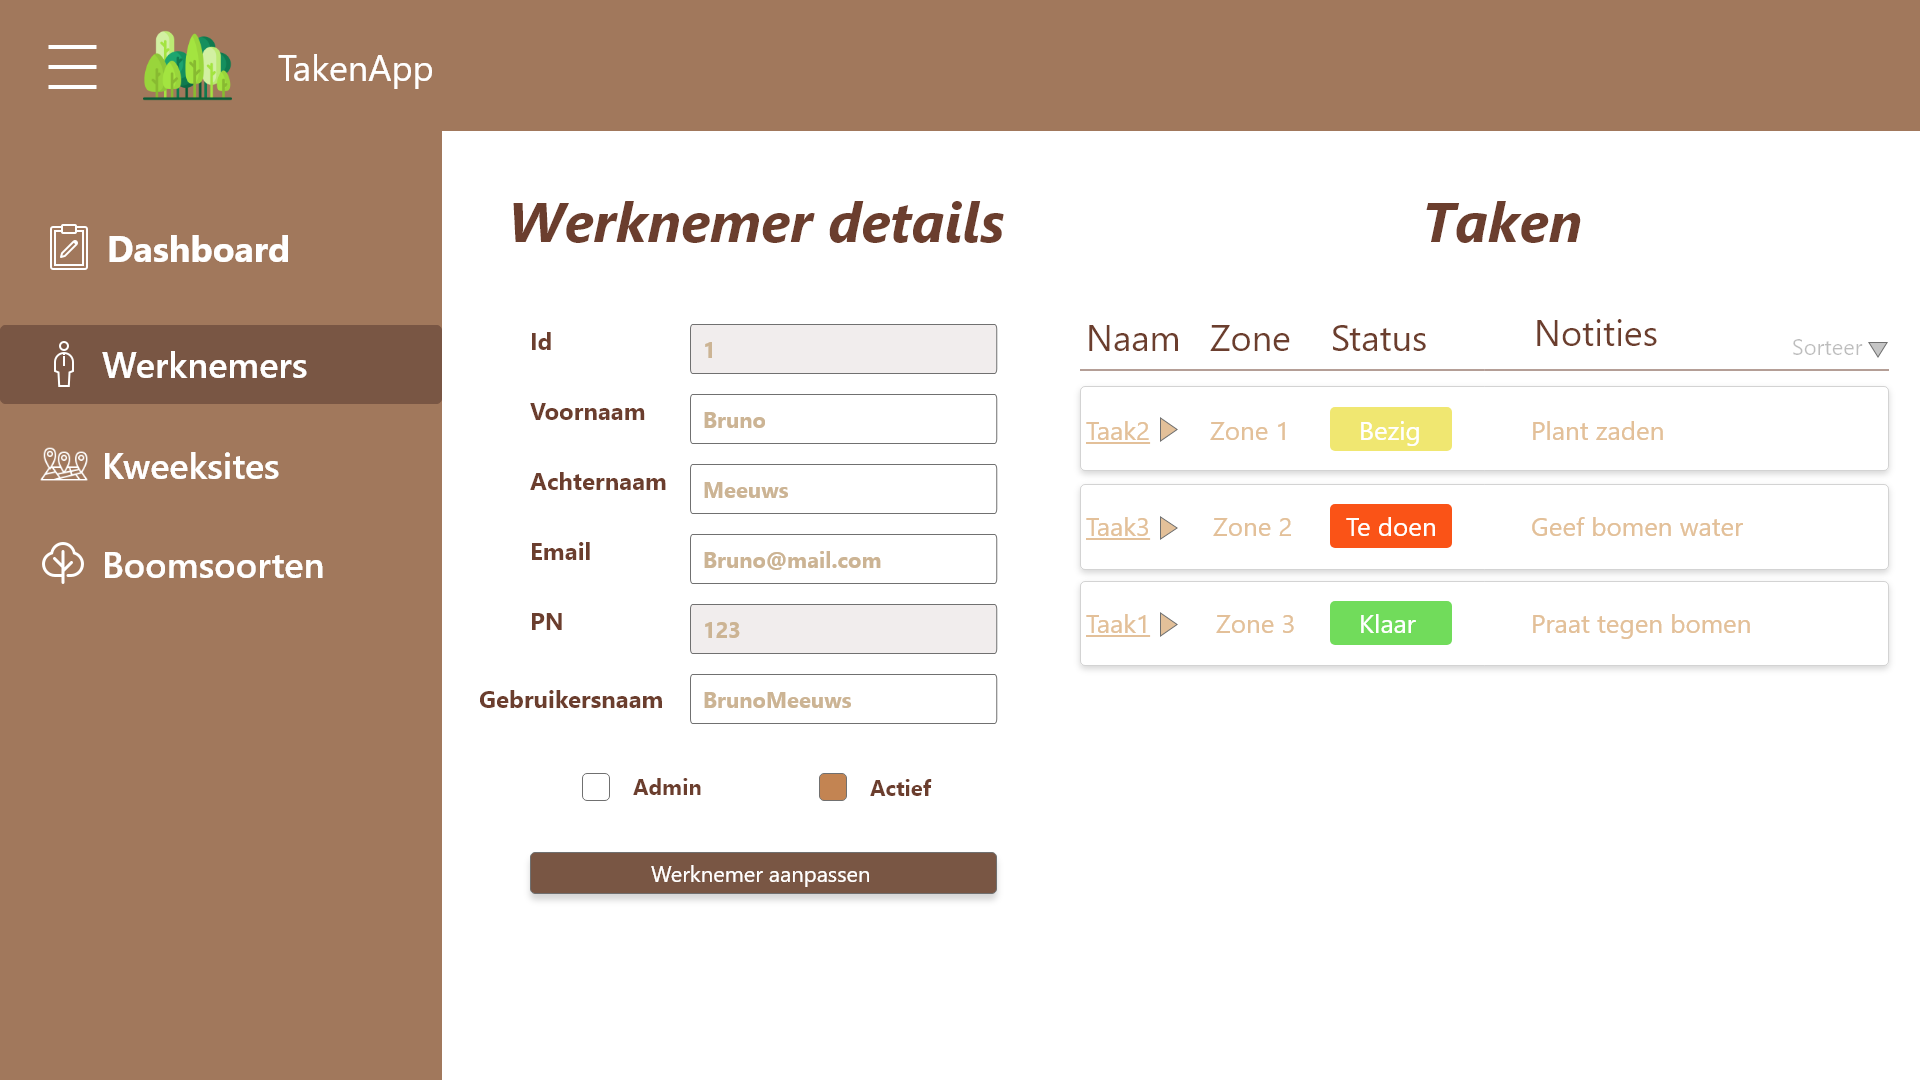 TakenApp
Dashboard
Werknemers
Kweeksites
Boomsoorten
Werknemer details
Id
1
Voornaam
Bruno
Achternaam
Meeuws
Email
Bruno@mail.com
PN
123
Gebruikersnaam
BrunoMeeuws
Admin
Actief
Werknemer aanpassen
Taken
Naam Zone Status Notities Sorteer
Taak2 Zone 1 Bezig Plant zaden
Taak3 Zone 2 Te doen Geef bomen water
Taak1 Zone 3 Klaar Praat tegen bomen